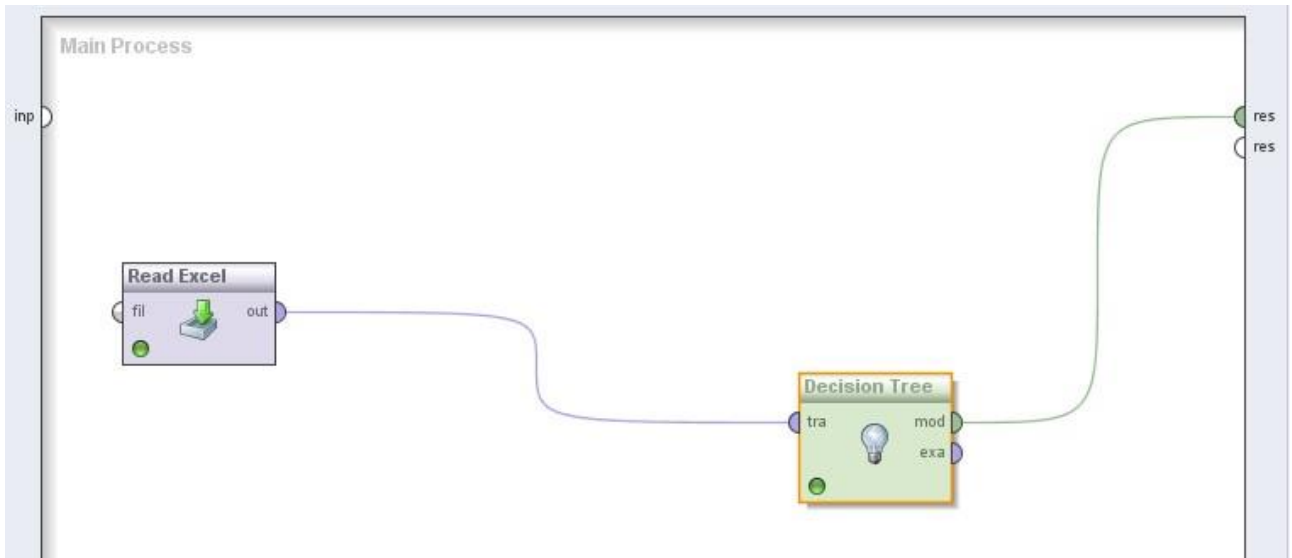 Main Process
inp
res
res
Read Excel
fil
out
Decision Tree
tra
mod
exa